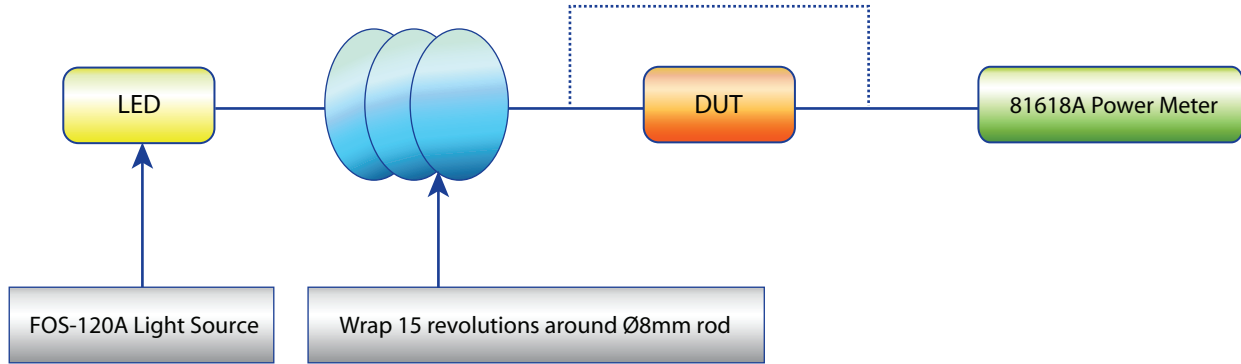 LED
DUT
81618A Power Meter
FOS-120A Light Source
Wrap 15 revolutions around Ø8mm rod